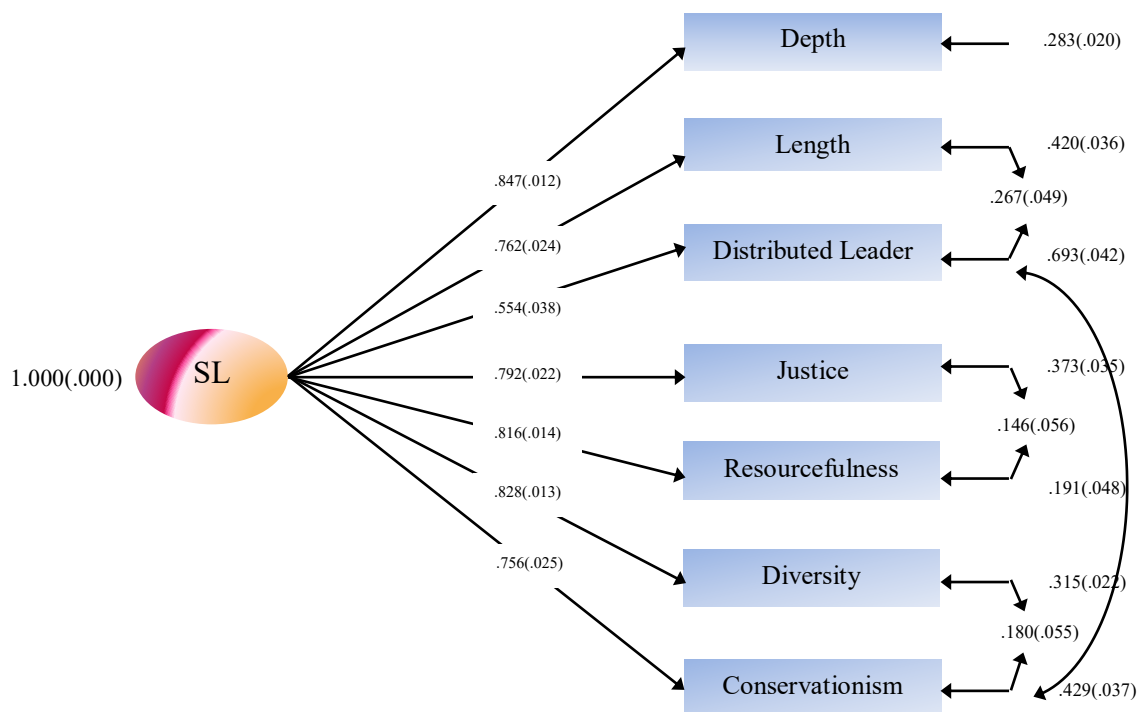 Depth
.283(.020)
Length
.420(.036)
.847(.012)
.267(.049)
.762(.024)
Distributed Leader
.693(.042)
.554(.038)
1.000(.000)
SL
.792(.022)
Justice
.373(.035)
.146(.056)
.816(.014)
Resourcefulness
.191(.048)
.828(.013)
Diversity
.315(.022)
.756(.025)
.180(.055)
Conservationism
.429(.037)